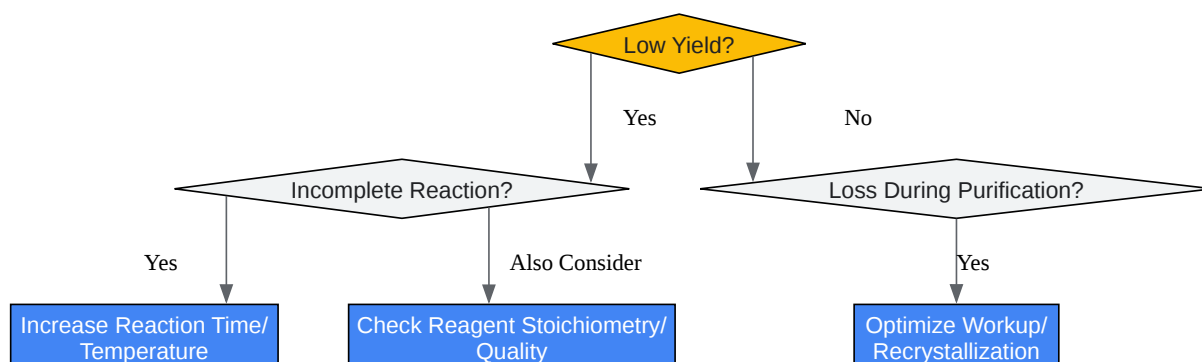 Low Yield?
Yes
No
Incomplete Reaction?
Loss During Purification?
Yes
Also Consider
Yes
Increase Reaction Time/
Temperature
Check Reagent Stoichiometry/
Quality
Optimize Workup/
Recrystallization